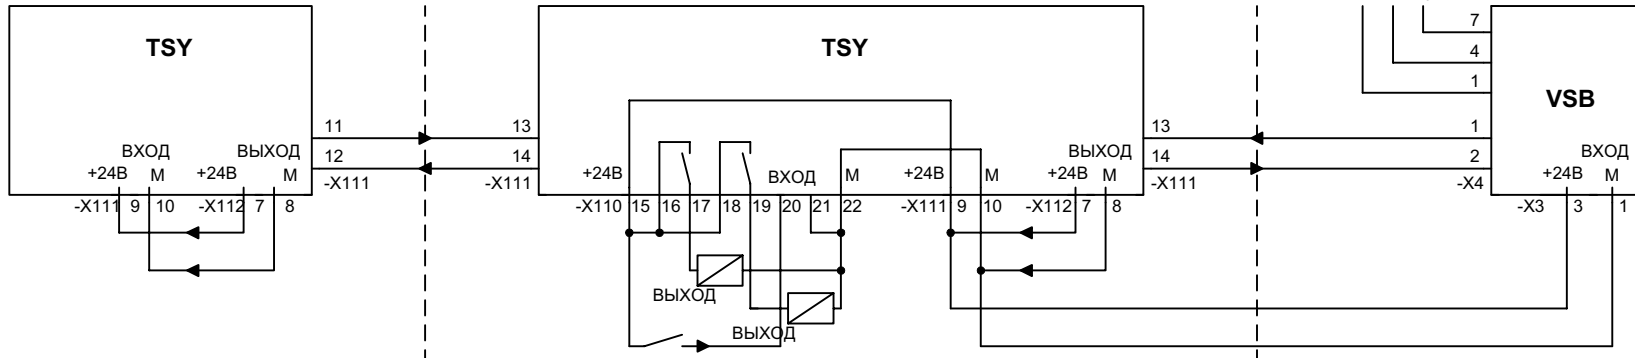 TSY
TSY
VSB
7
4
1
11
12
-X111
13
14
-X111
13
14
-X111
1
2
-X4
ВХОД
ВЫХОД
+24В
М
+24В
М
-X111
9
10
-X112
7
8
+24В
ВХОД
М
+24В
М
ВЫХОД
+24В
М
-X110
15
16
17
18
19
20
21
22
-X111
9
10
-X112
7
8
ВХОД
+24В
М
-X3
3
1
ВЫХОД
ВЫХОД